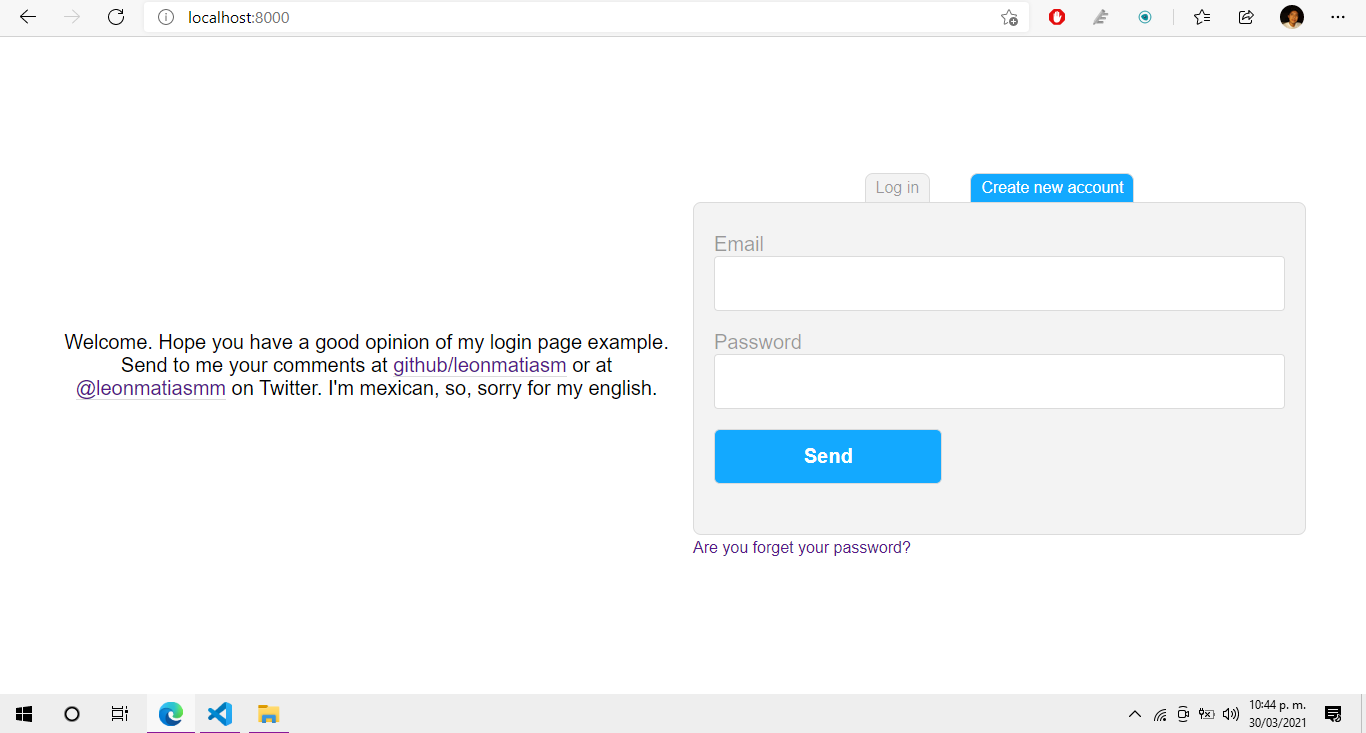 localhost:8000
Log in
Create new account
Email
Password
Welcome. Hope you have a good opinion of my login page example.
Send to me your comments at github/leonmatiasm or at
@leonmatiasmm on Twitter. I'm mexican, so, sorry for my english.
Send
Are you forget your password?
10:44 p. m.
30/03/2021